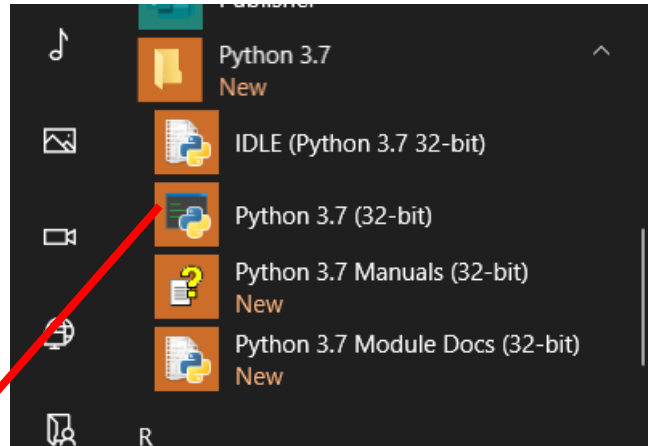 Publisher
Python 3.7
New
IDLE (Python 3.7 32-bit)
Python 3.7 (32-bit)
Python 3.7 Manuals (32-bit)
New
Python 3.7 Module Docs (32-bit)
New
R